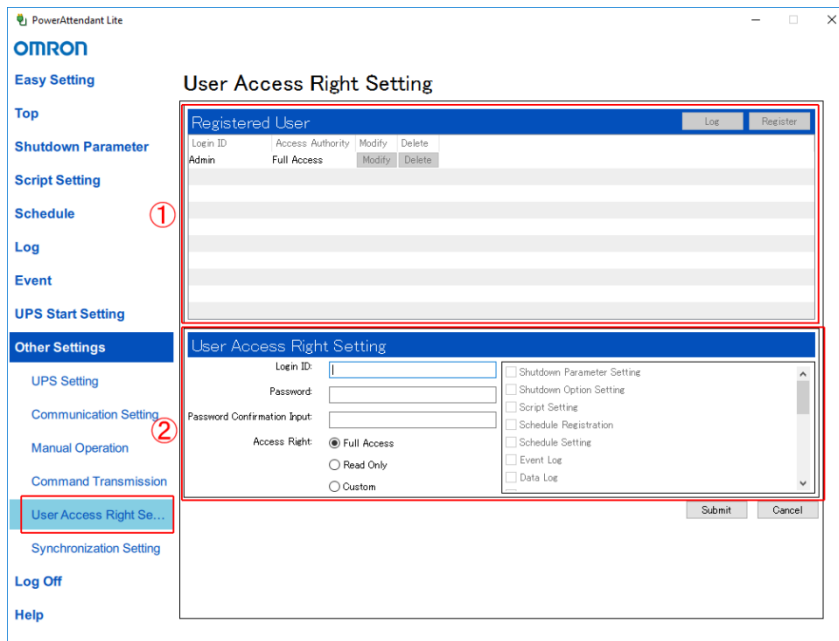 PowerAttendant Lite
OMRON
Easy Setting
Top
Shutdown Parameter
Script Setting
Schedule
Log
Event
UPS Start Setting
Other Settings
UPS Setting
Communication Setting
Manual Operation
Command Transmission
User Access Right Se...
Synchronization Setting
Log Off
Help
User Access Right Setting
①
Registered User
Log
Register
Login ID Access Authority Modify Delete
Admin Full Access Modify Delete
②
User Access Right Setting
Login ID:
Password:
Password Confirmation Input:
Access Right: Full Access
Read Only
Custom
Shutdown Parameter Setting
Shutdown Option Setting
Script Setting
Schedule Registration
Schedule Setting
Event Log
Data Log
Submit
Cancel